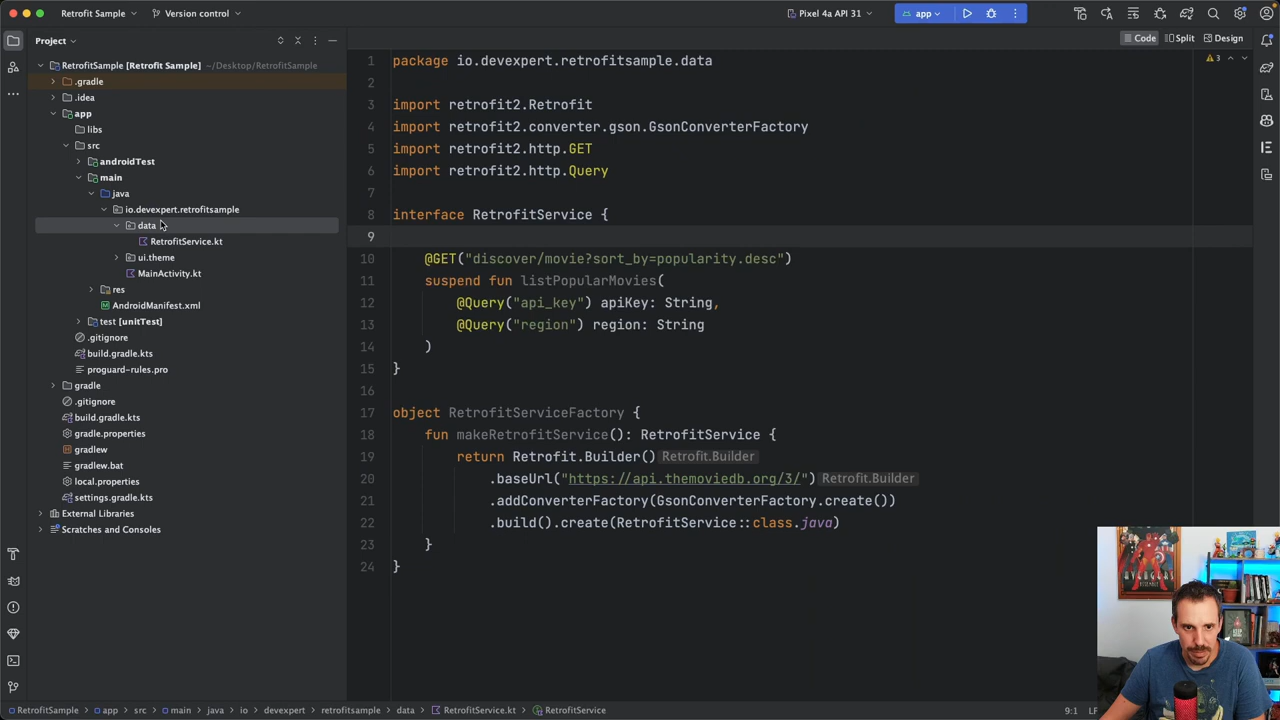 Retrofit Sample
Version control
Pixel 4a API 31
app
Project
Code
Split
Design
RetrofitSample [Retrofit Sample] ~/Desktop/RetrofitSample
.gradle
.idea
app
libs
src
androidTest
main
java
io.devexpert.retrofitsample
data
RetrofitService.kt
ui.theme
MainActivity.kt
res
AndroidManifest.xml
test [unitTest]
.gitignore
build.gradle.kts
proguard-rules.pro
gradle
.gitignore
build.gradle.kts
gradle.properties
gradlew
gradlew.bat
local.properties
settings.gradle.kts
External Libraries
Scratches and Consoles
3
1 package io.devexpert.retrofitsample.data
2
3 import retrofit2.Retrofit
4 import retrofit2.converter.gson.GsonConverterFactory
5 import retrofit2.http.GET
6 import retrofit2.http.Query
7
8 interface RetrofitService {
9
10 @GET("discover/movie?sort_by=popularity.desc")
11 suspend fun listPopularMovies(
12 @Query("api_key") apiKey: String,
13 @Query("region") region: String
14 )
15 }
16
17 object RetrofitServiceFactory {
18 fun makeRetrofitService(): RetrofitService {
19 return Retrofit.Builder() Retrofit.Builder
20 .baseUrl("https://api.themoviedb.org/3/") Retrofit.Builder
21 .addConverterFactory(GsonConverterFactory.create())
22 .build().create(RetrofitService::class.java)
23 }
24 }
RetrofitSample > app > src > main > java > io > devexpert > retrofitsample > data > RetrofitService.kt > RetrofitService
9:1 LF